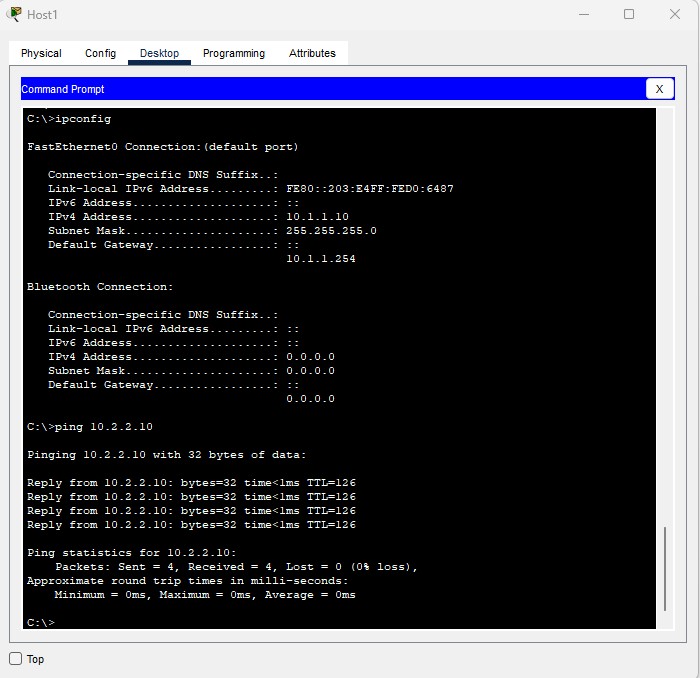 Host1
Physical Config Desktop Programming Attributes
Command Prompt X
C:\>ipconfig
FastEthernet0 Connection:(default port)
Connection-specific DNS Suffix..:
Link-local IPv6 Address.........: FE80::203:E4FF:FED0:6487
IPv6 Address....................: ::
IPv4 Address....................: 10.1.1.10
Subnet Mask.....................: 255.255.255.0
Default Gateway.................: ::
10.1.1.254
Bluetooth Connection:
Connection-specific DNS Suffix..:
Link-local IPv6 Address.........: ::
IPv6 Address....................: ::
IPv4 Address....................: 0.0.0.0
Subnet Mask.....................: 0.0.0.0
Default Gateway.................: ::
0.0.0.0
C:\>ping 10.2.2.10
Pinging 10.2.2.10 with 32 bytes of data:
Reply from 10.2.2.10: bytes=32 time<1ms TTL=126
Reply from 10.2.2.10: bytes=32 time<1ms TTL=126
Reply from 10.2.2.10: bytes=32 time<1ms TTL=126
Reply from 10.2.2.10: bytes=32 time<1ms TTL=126
Ping statistics for 10.2.2.10:
Packets: Sent = 4, Received = 4, Lost = 0 (0% loss),
Approximate round trip times in milli-seconds:
Minimum = 0ms, Maximum = 0ms, Average = 0ms
C:\>
Top